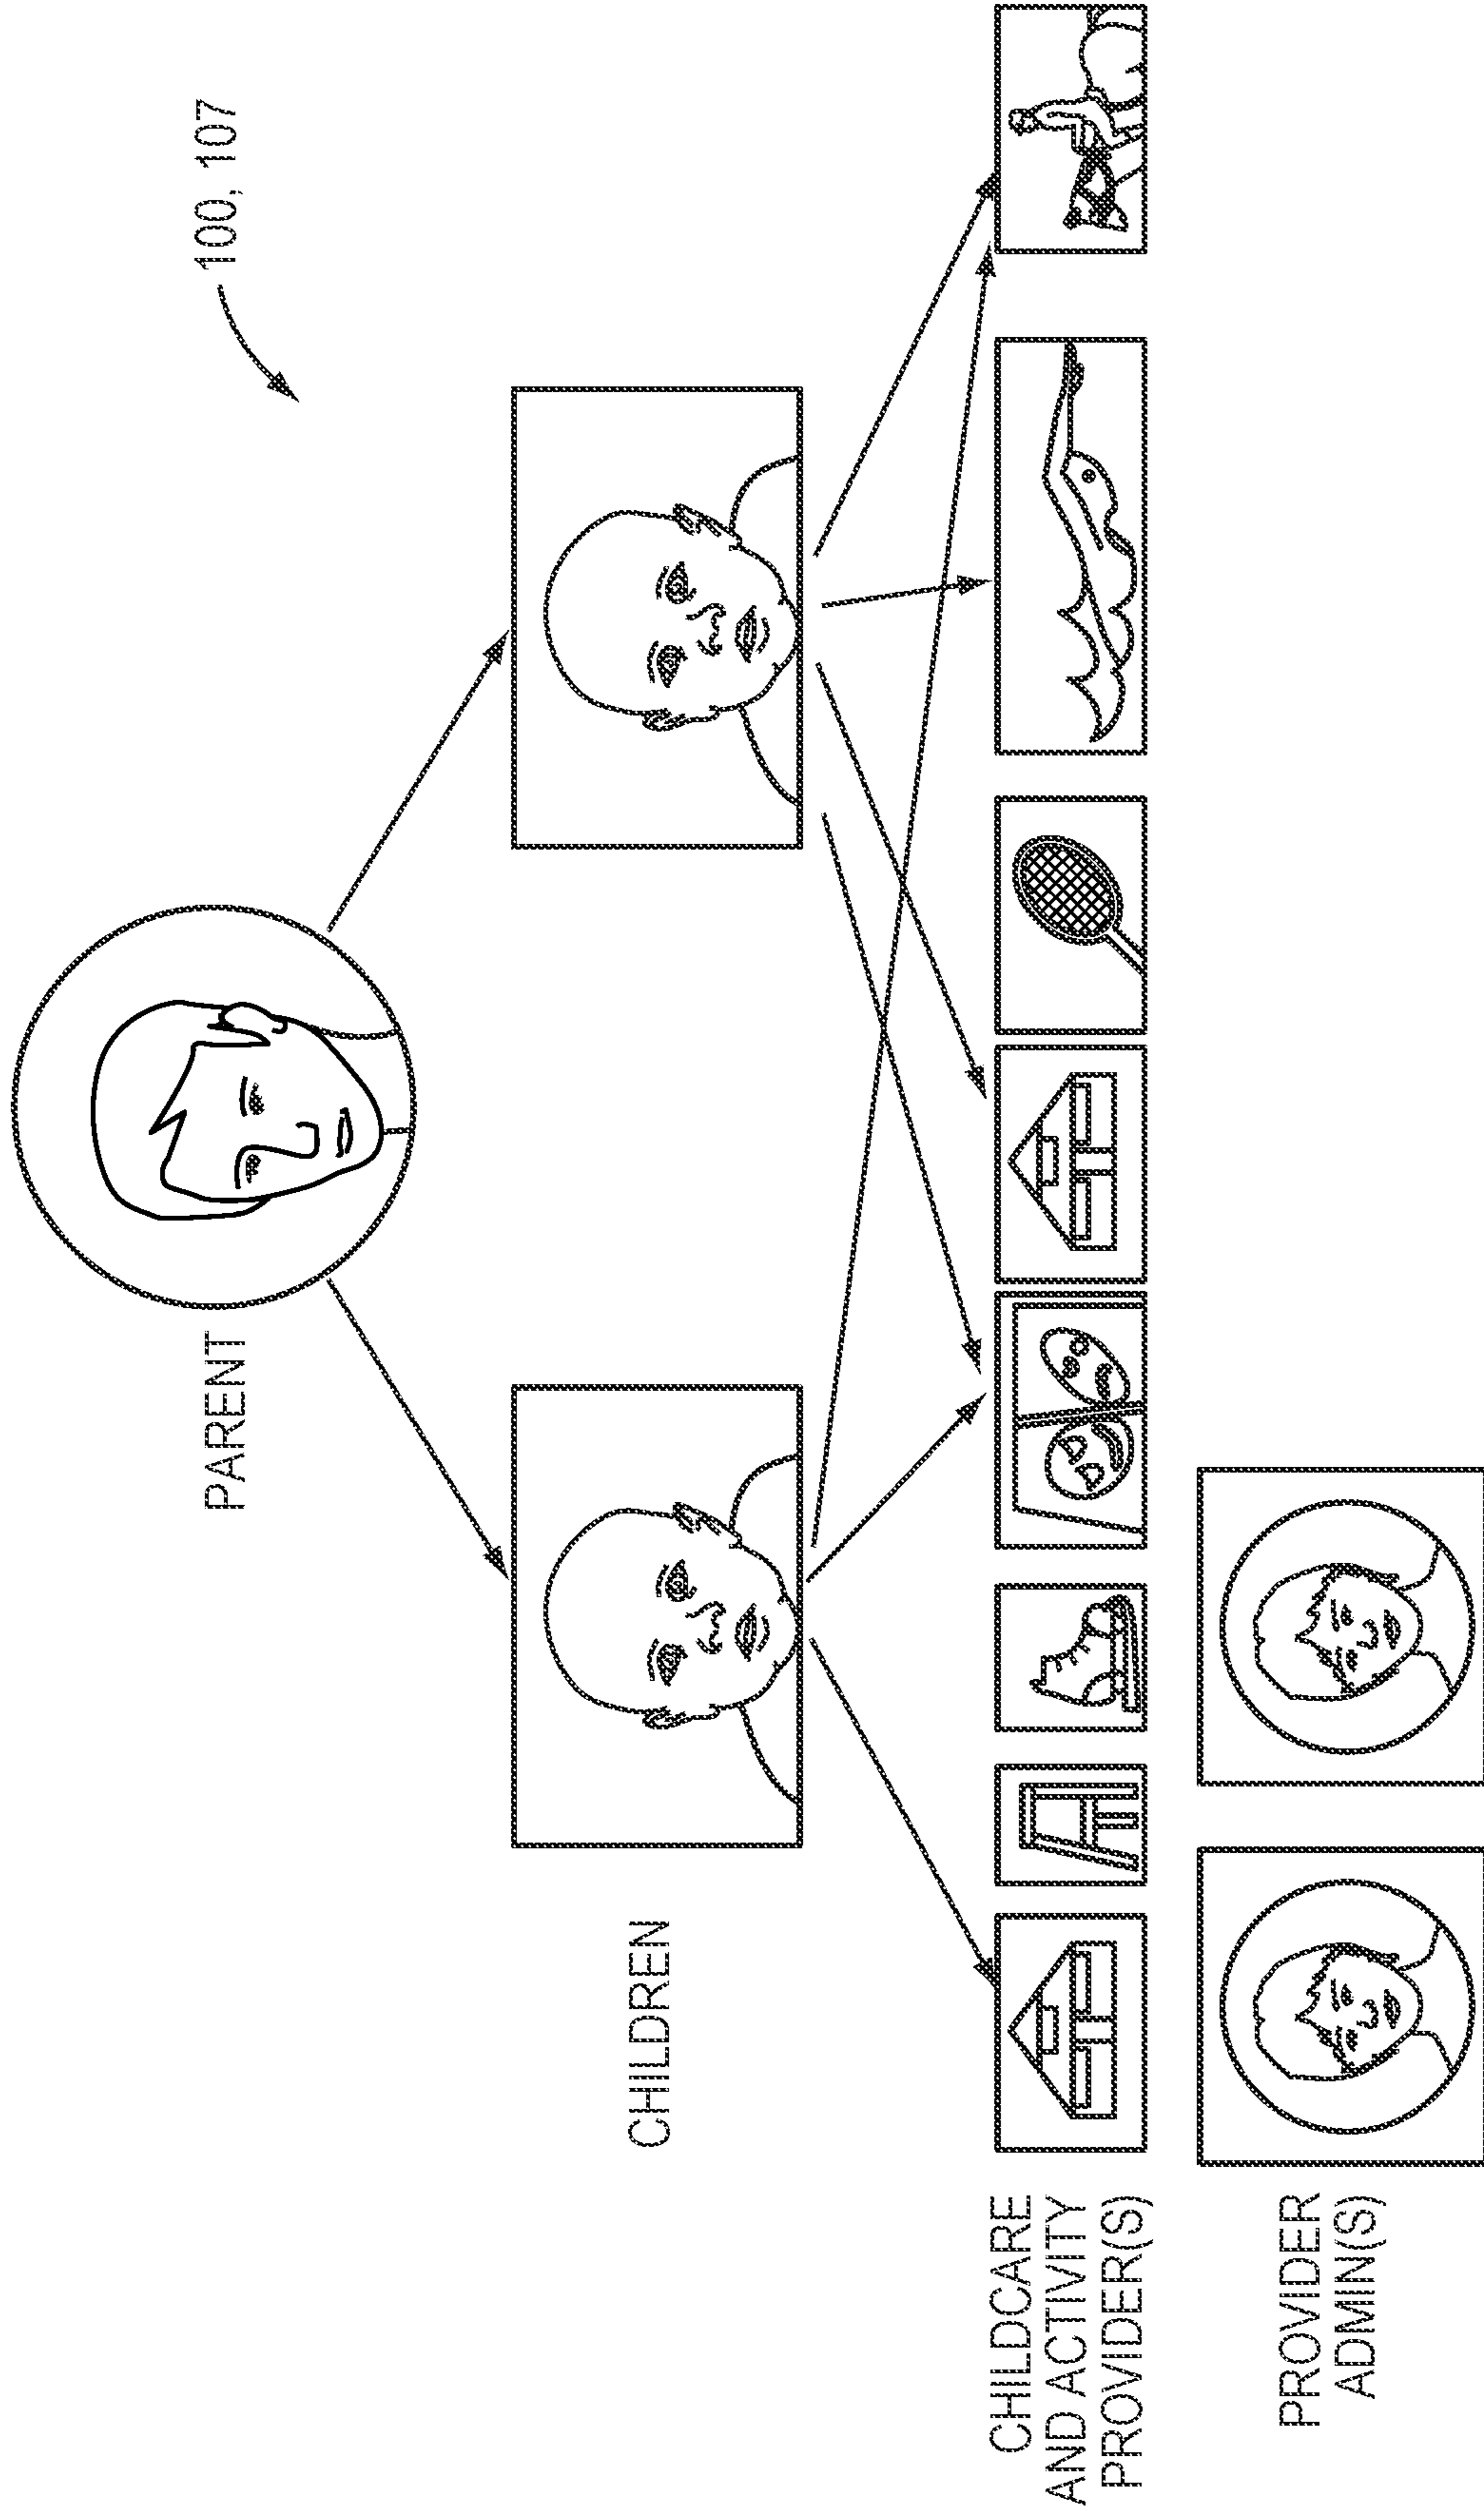 100, 107
PARENT
CHILDREN
CHILDCARE
AND ACTIVITY
PROVIDER(S)
PROVIDER
ADMIN(S)